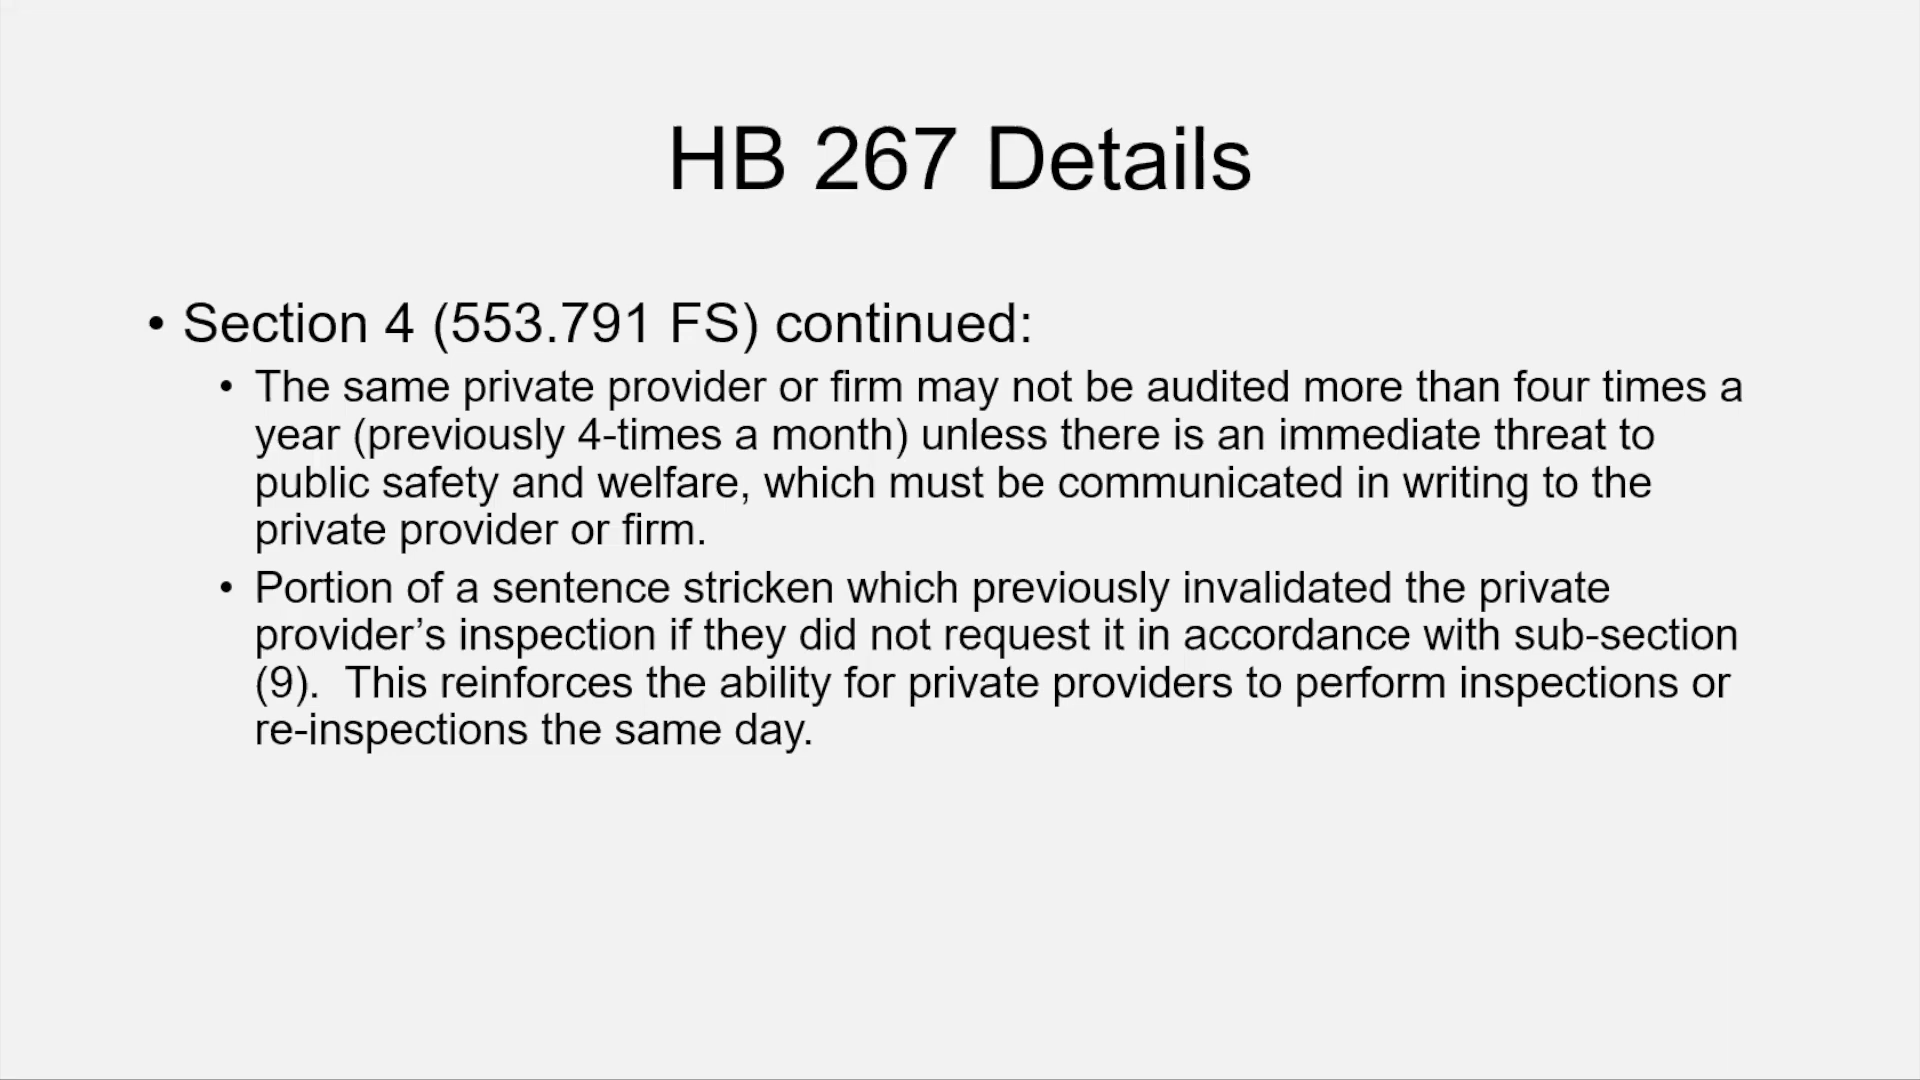 HB 267 Details
• Section 4 (553.791 FS) continued:
• The same private provider or firm may not be audited more than four times a
year (previously 4-times a month) unless there is an immediate threat to
public safety and welfare, which must be communicated in writing to the
private provider or firm.
• Portion of a sentence stricken which previously invalidated the private
provider’s inspection if they did not request it in accordance with sub-section
(9).  This reinforces the ability for private providers to perform inspections or
re-inspections the same day.